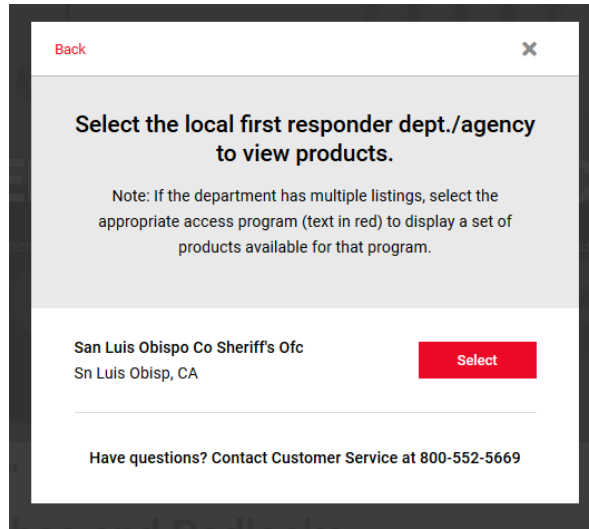 Back
Select the local first responder dept./agency
to view products.
Note: If the department has multiple listings, select the
appropriate access program (text in red) to display a set of
products available for that program.
San Luis Obispo Co Sheriff's Ofc
Select
Sn Luis Obisp, CA
Have questions? Contact Customer Service at 800-552-5669